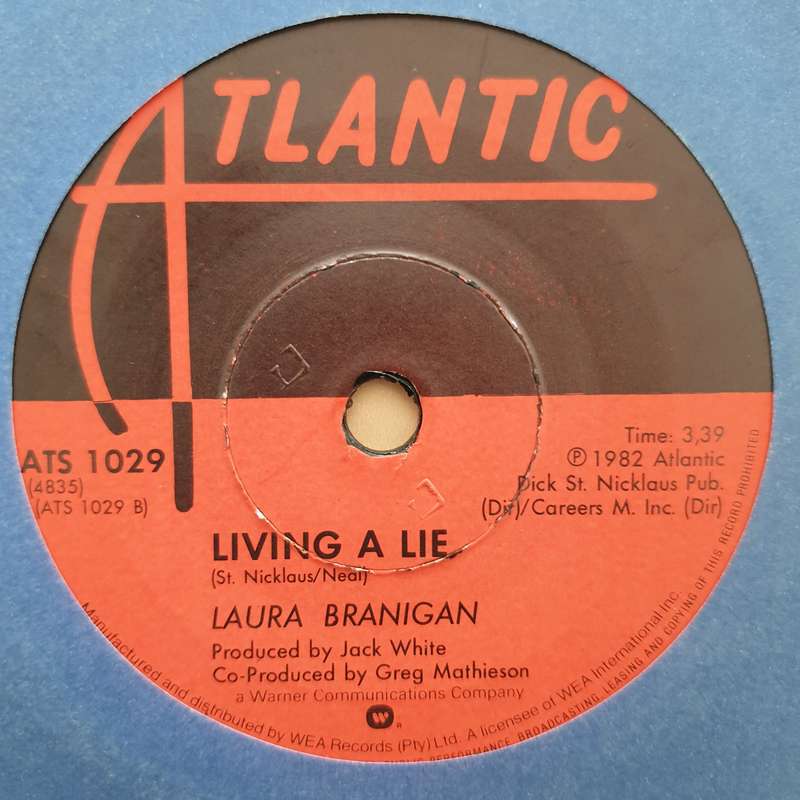 ATLANTIC
ATS 1029
(4835)
(ATS 1029 B)
Time: 3,39
℗ 1982 Atlantic
Dick St. Nicklaus Pub.
(Dir)/Careers M. Inc. (Dir)
LIVING A LIE
(St. Nicklaus/Neal)
LAURA BRANIGAN
Produced by Jack White
Co-Produced by Greg Mathieson
a Warner Communications Company
Manufactured and distributed by WEA Records (Pty) Ltd. A licensee of WEA International Inc.
PUBLIC PERFORMANCE, BROADCASTING, LEASING AND COPYING OF THIS RECORD PROHIBITED